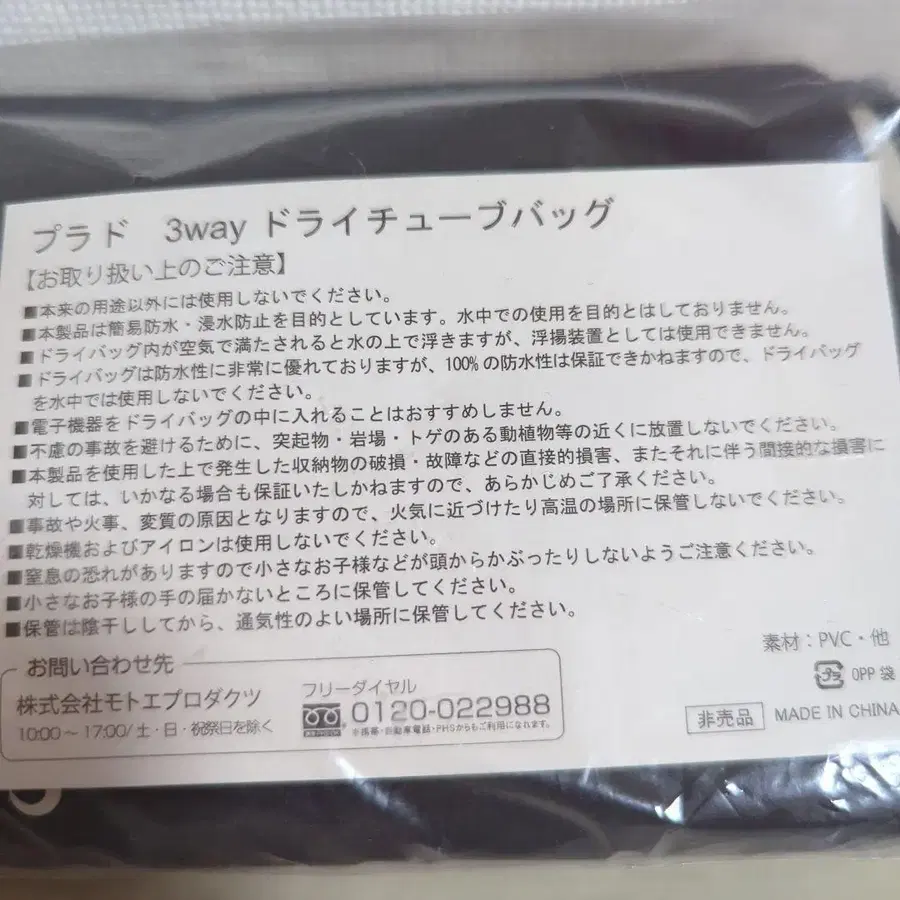 プラド 3way ドライチューブバッグ
【お取り扱い上のご注意】
■本来の用途以外には使用しないでください。
■本製品は簡易防水・浸水防止を目的としています。水中での使用を目的とはしておりません。
■ドライバッグ内が空気で満たされると水の上で浮きますが、浮揚装置としては使用できません。
■ドライバッグは防水性に非常に優れておりますが、100%の防水性は保証できかねますので、ドライバッグ
を水中では使用しないでください。
■電子機器をドライバッグの中に入れることはおすすめしません。
■不慮の事故を避けるために、突起物・岩場・トゲのある動植物等の近くに放置しないでください。
■本製品を使用した上で発生した収納物の破損・故障などの直接的損害、またそれに伴う間接的な損害に
対しては、いかなる場合も保証いたしかねますので、あらかじめご了承ください。
■事故や火事、変質の原因となりますので、火気に近づけたり高温の場所に保管しないでください。
■乾燥機およびアイロンは使用しないでください。
■窒息の恐れがありますので小さなお子様などが頭からかぶったりしないようご注意ください。
■小さなお子様の手の届かないところに保管してください。
■保管は陰干ししてから、通気性のよい場所に保管してください。
素材：PVC・他
プラ OPP 袋
非売品 MADE IN CHINA
お問い合わせ先
株式会社モトエプロダクツ
10:00～17:00/土・日・祝祭日を除く
フリーダイヤル
0120-022988
※携帯・自動車電話・PHSからもご利用になれます。